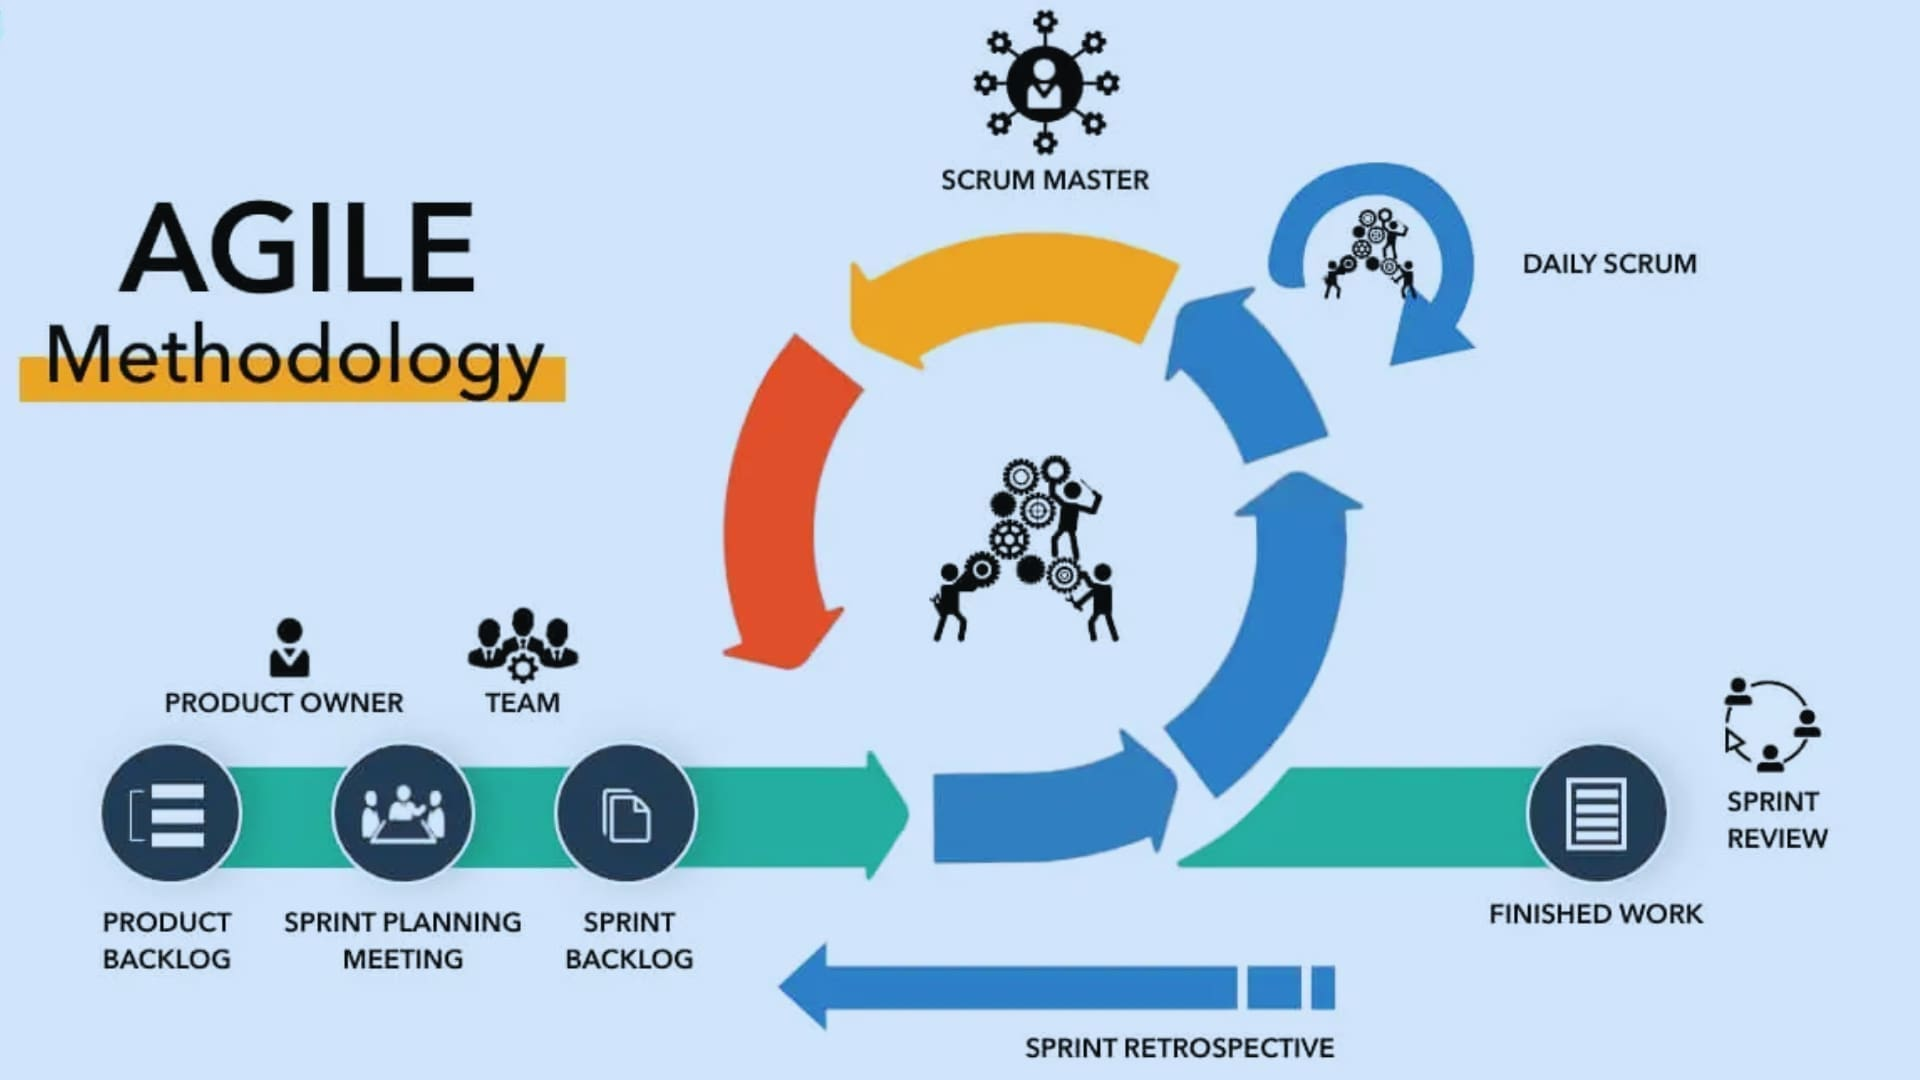 AGILE
Methodology
SCRUM MASTER
DAILY SCRUM
PRODUCT OWNER
TEAM
PRODUCT
BACKLOG
SPRINT PLANNING
MEETING
SPRINT
BACKLOG
FINISHED WORK
SPRINT
REVIEW
SPRINT RETROSPECTIVE